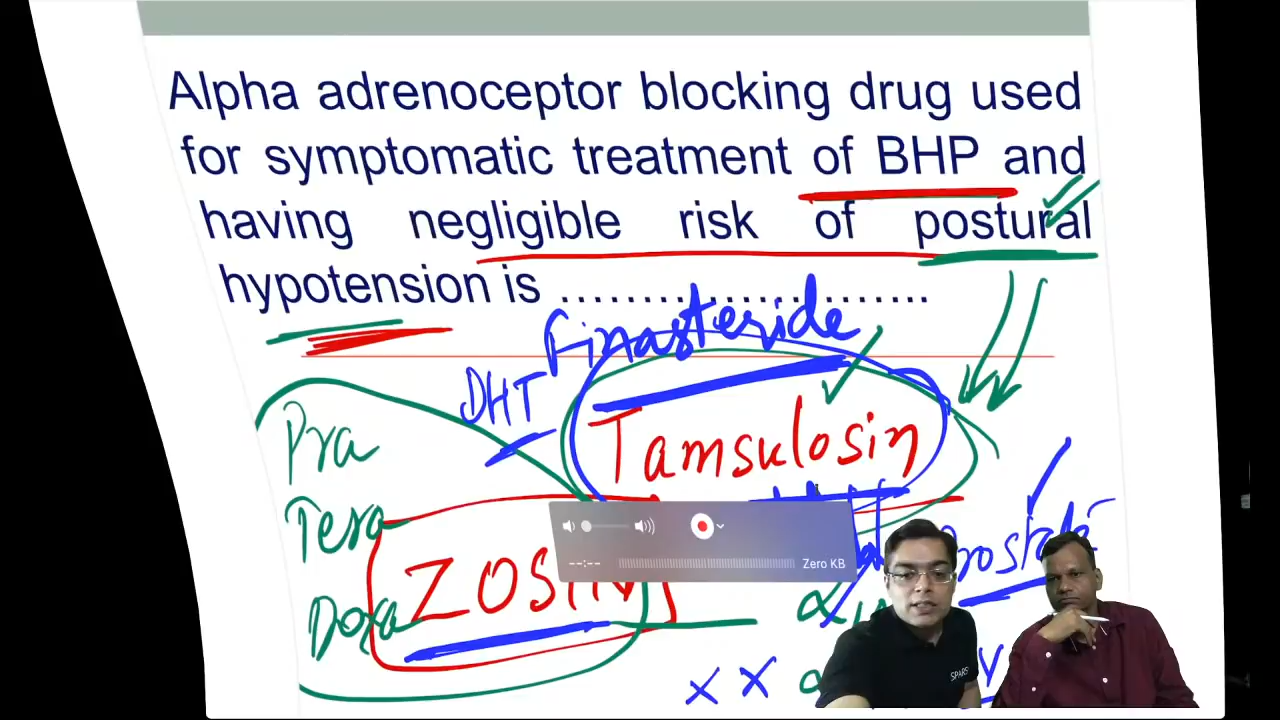 Alpha adrenoceptor blocking drug used
for symptomatic treatment of BHP and
having negligible risk of postural
hypotension is ………………………
Finasteride
DHT
Tamsulosin
Pra
Tera
Doxa
ZOSIN
Zero KB
--:--
SPARS
X X